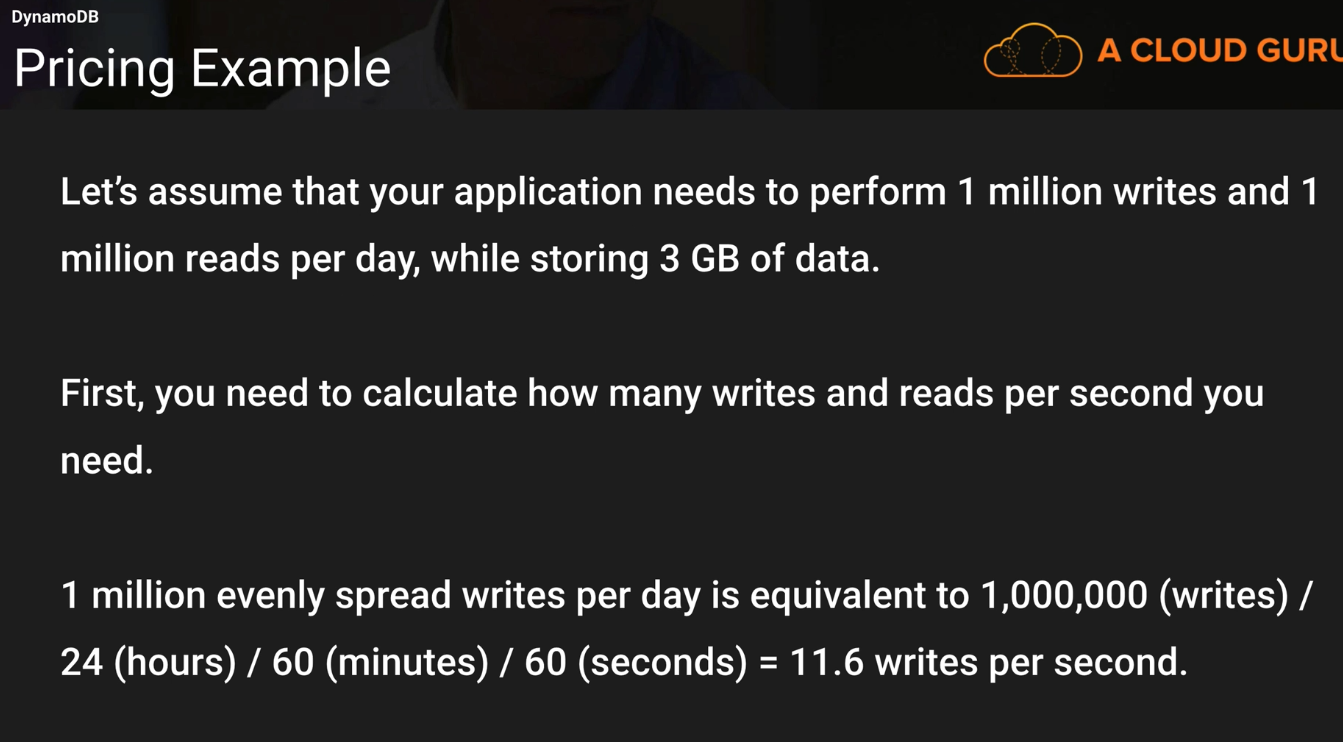 DynamoDB
Pricing Example
A CLOUD GURU
Let’s assume that your application needs to perform 1 million writes and 1
million reads per day, while storing 3 GB of data.
First, you need to calculate how many writes and reads per second you
need.
1 million evenly spread writes per day is equivalent to 1,000,000 (writes) /
24 (hours) / 60 (minutes) / 60 (seconds) = 11.6 writes per second.